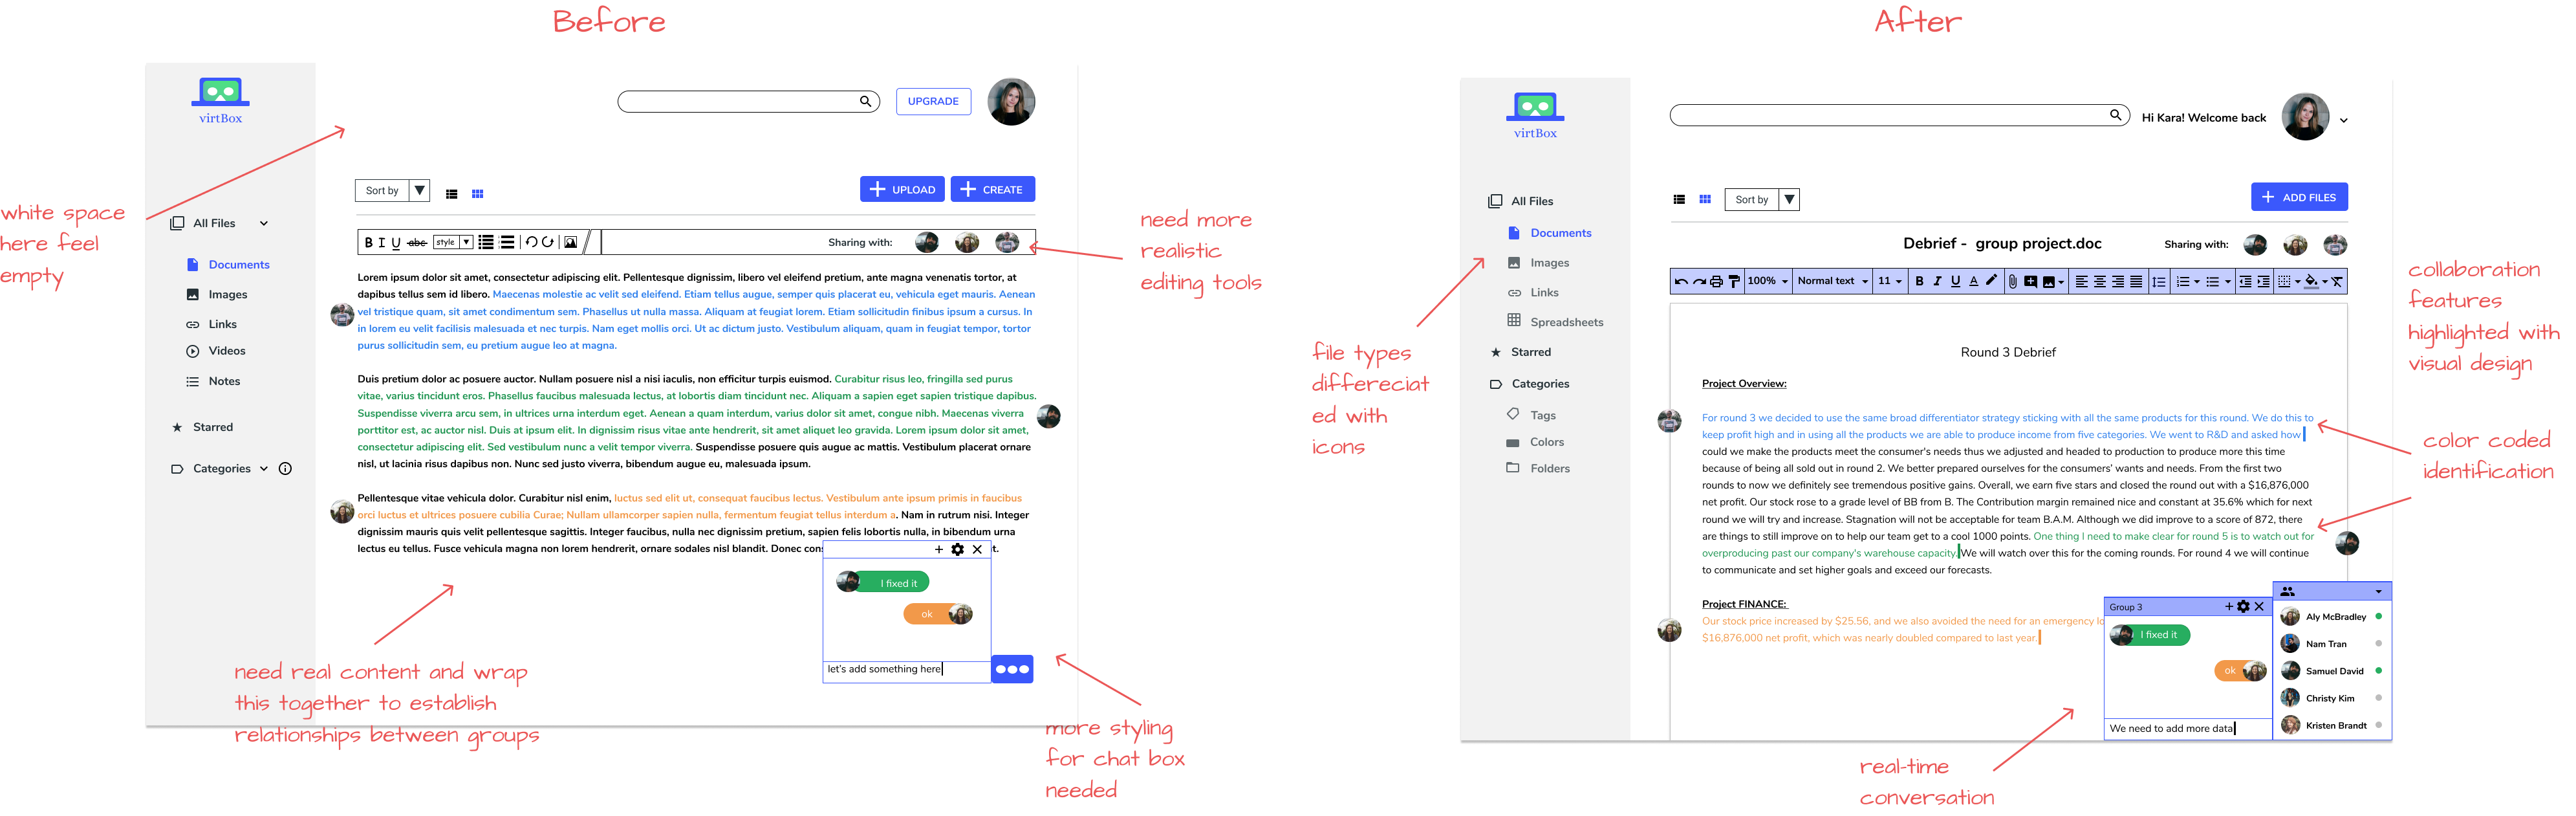 Before
virtBox
UPGRADE
white space
here feel
empty
Sort by
UPLOAD
CREATE
All Files
Documents
Images
Links
Videos
Notes
Starred
Categories
B I U abc style
Sharing with:
need more
realistic
editing tools
Lorem ipsum dolor sit amet, consectetur adipiscing elit. Pellentesque dignissim, libero vel eleifend pretium, ante magna venenatis tortor, at
dapibus tellus sem id libero. Maecenas molestie ac velit sed eleifend. Etiam tellus augue, semper quis placerat eu, vehicula eget mauris. Aenean
vel tristique quam, sit amet condimentum sem. Phasellus ut nulla massa. Aliquam at feugiat lorem. Etiam sollicitudin finibus ipsum a cursus. In
in lorem eu velit facilisis malesuada et nec turpis. Nam eget mollis orci. Ut ac dictum justo. Vestibulum aliquam, quam in feugiat tempor, tortor
purus sollicitudin sem, eu pretium augue leo at magna.
Duis pretium dolor ac posuere auctor. Nullam posuere nisl a nisi iaculis, non efficitur turpis euismod. Curabitur risus leo, fringilla sed purus
vitae, varius tincidunt eros. Phasellus faucibus malesuada lectus, at lobortis diam tincidunt nec. Aliquam a sapien eget sapien tristique dapibus.
Suspendisse viverra arcu sem, in ultrices urna interdum eget. Aenean a quam interdum, varius dolor sit amet, congue nibh. Maecenas viverra
porttitor est, ac auctor nisl. Duis at ipsum elit. In dignissim risus vitae ante hendrerit, sit amet aliquet leo gravida. Lorem ipsum dolor sit amet,
consectetur adipiscing elit. Sed vestibulum nunc a velit tempor viverra. Suspendisse posuere quis augue ac mattis. Vestibulum placerat ornare
nisl, ut lacinia risus dapibus non. Nunc sed justo viverra, bibendum augue eu, malesuada ipsum.
Pellentesque vitae vehicula dolor. Curabitur nisl enim, luctus sed elit ut, consequat faucibus lectus. Vestibulum ante ipsum primis in faucibus
orci luctus et ultrices posuere cubilia Curae; Nullam ullamcorper sapien nulla, fermentum feugiat tellus interdum a. Nam in rutrum nisi. Integer
dignissim mauris quis velit pellentesque sagittis. Integer faucibus, nulla nec dignissim pretium, sapien felis lobortis nulla, in bibendum urna
lectus eu tellus. Fusce vehicula magna non lorem hendrerit, ornare sodales nisl blandit. Donec cons t.
I fixed it
ok
let's add something here
need real content and wrap
this together to establish
relationships between groups
more styling
for chat box
needed
After
virtBox
Hi Kara! Welcome back
Sort by
ADD FILES
All Files
Documents
Images
Links
Spreadsheets
Starred
Categories
Tags
Colors
Folders
file types
differeciat
ed with
icons
Debrief - group project.doc
Sharing with:
100% Normal text 11 B I U A
Round 3 Debrief
Project Overview:
For round 3 we decided to use the same broad differentiator strategy sticking with all the same products for this round. We do this to
keep profit high and in using all the products we are able to produce income from five categories. We went to R&D and asked how
could we make the products meet the consumer's needs thus we adjusted and headed to production to produce more this time
because of being all sold out in round 2. We better prepared ourselves for the consumers' wants and needs. From the first two
rounds to now we definitely see tremendous positive gains. Overall, we earn five stars and closed the round out with a $16,876,000
net profit. Our stock rose to a grade level of BB from B. The Contribution margin remained nice and constant at 35.6% which for next
round we will try and increase. Stagnation will not be acceptable for team B.A.M. Although we did improve to a score of 872, there
are things to still improve on to help our team get to a cool 1000 points. One thing I need to make clear for round 5 is to watch out for
overproducing past our company's warehouse capacity. We will watch over this for the coming rounds. For round 4 we will continue
to communicate and set higher goals and exceed our forecasts.
Project FINANCE:
Our stock price increased by $25.56, and we also avoided the need for an emergency lo
$16,876,000 net profit, which was nearly doubled compared to last year.
Group 3
I fixed it
ok
We need to add more data
Aly McBradley
Nam Tran
Samuel David
Christy Kim
Kristen Brandt
collaboration
features
highlighted with
visual design
color coded
identification
real-time
conversation